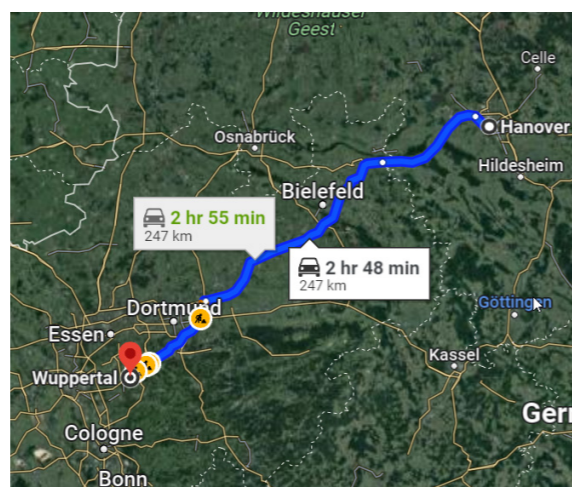 Wildeshauser
Geest
Celle
Hanover
Osnabrück
Hildesheim
Bielefeld
2 hr 55 min
247 km
2 hr 48 min
247 km
Göttingen
Dortmund
Essen
Kassel
Wuppertal
Gern
Cologne
Bonn